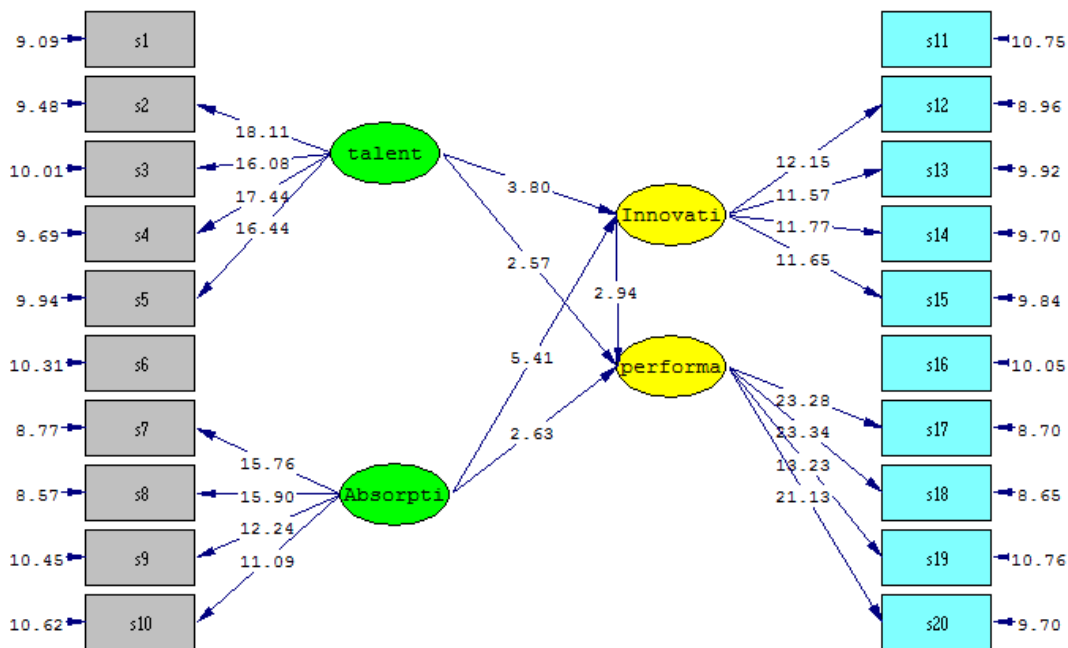 9.09 s1
9.48 s2
10.01 s3
9.69 s4
9.94 s5
10.31 s6
8.77 s7
8.57 s8
10.45 s9
10.62 s10
18.11
16.08
17.44
16.44
talent
15.76
15.90
12.24
11.09
Absorpti
3.80
2.57
2.94
5.41
2.63
Innovati
performa
12.15
11.57
11.77
11.65
23.28
23.34
13.23
21.13
s11 10.75
s12 8.96
s13 9.92
s14 9.70
s15 9.84
s16 10.05
s17 8.70
s18 8.65
s19 10.76
s20 9.70